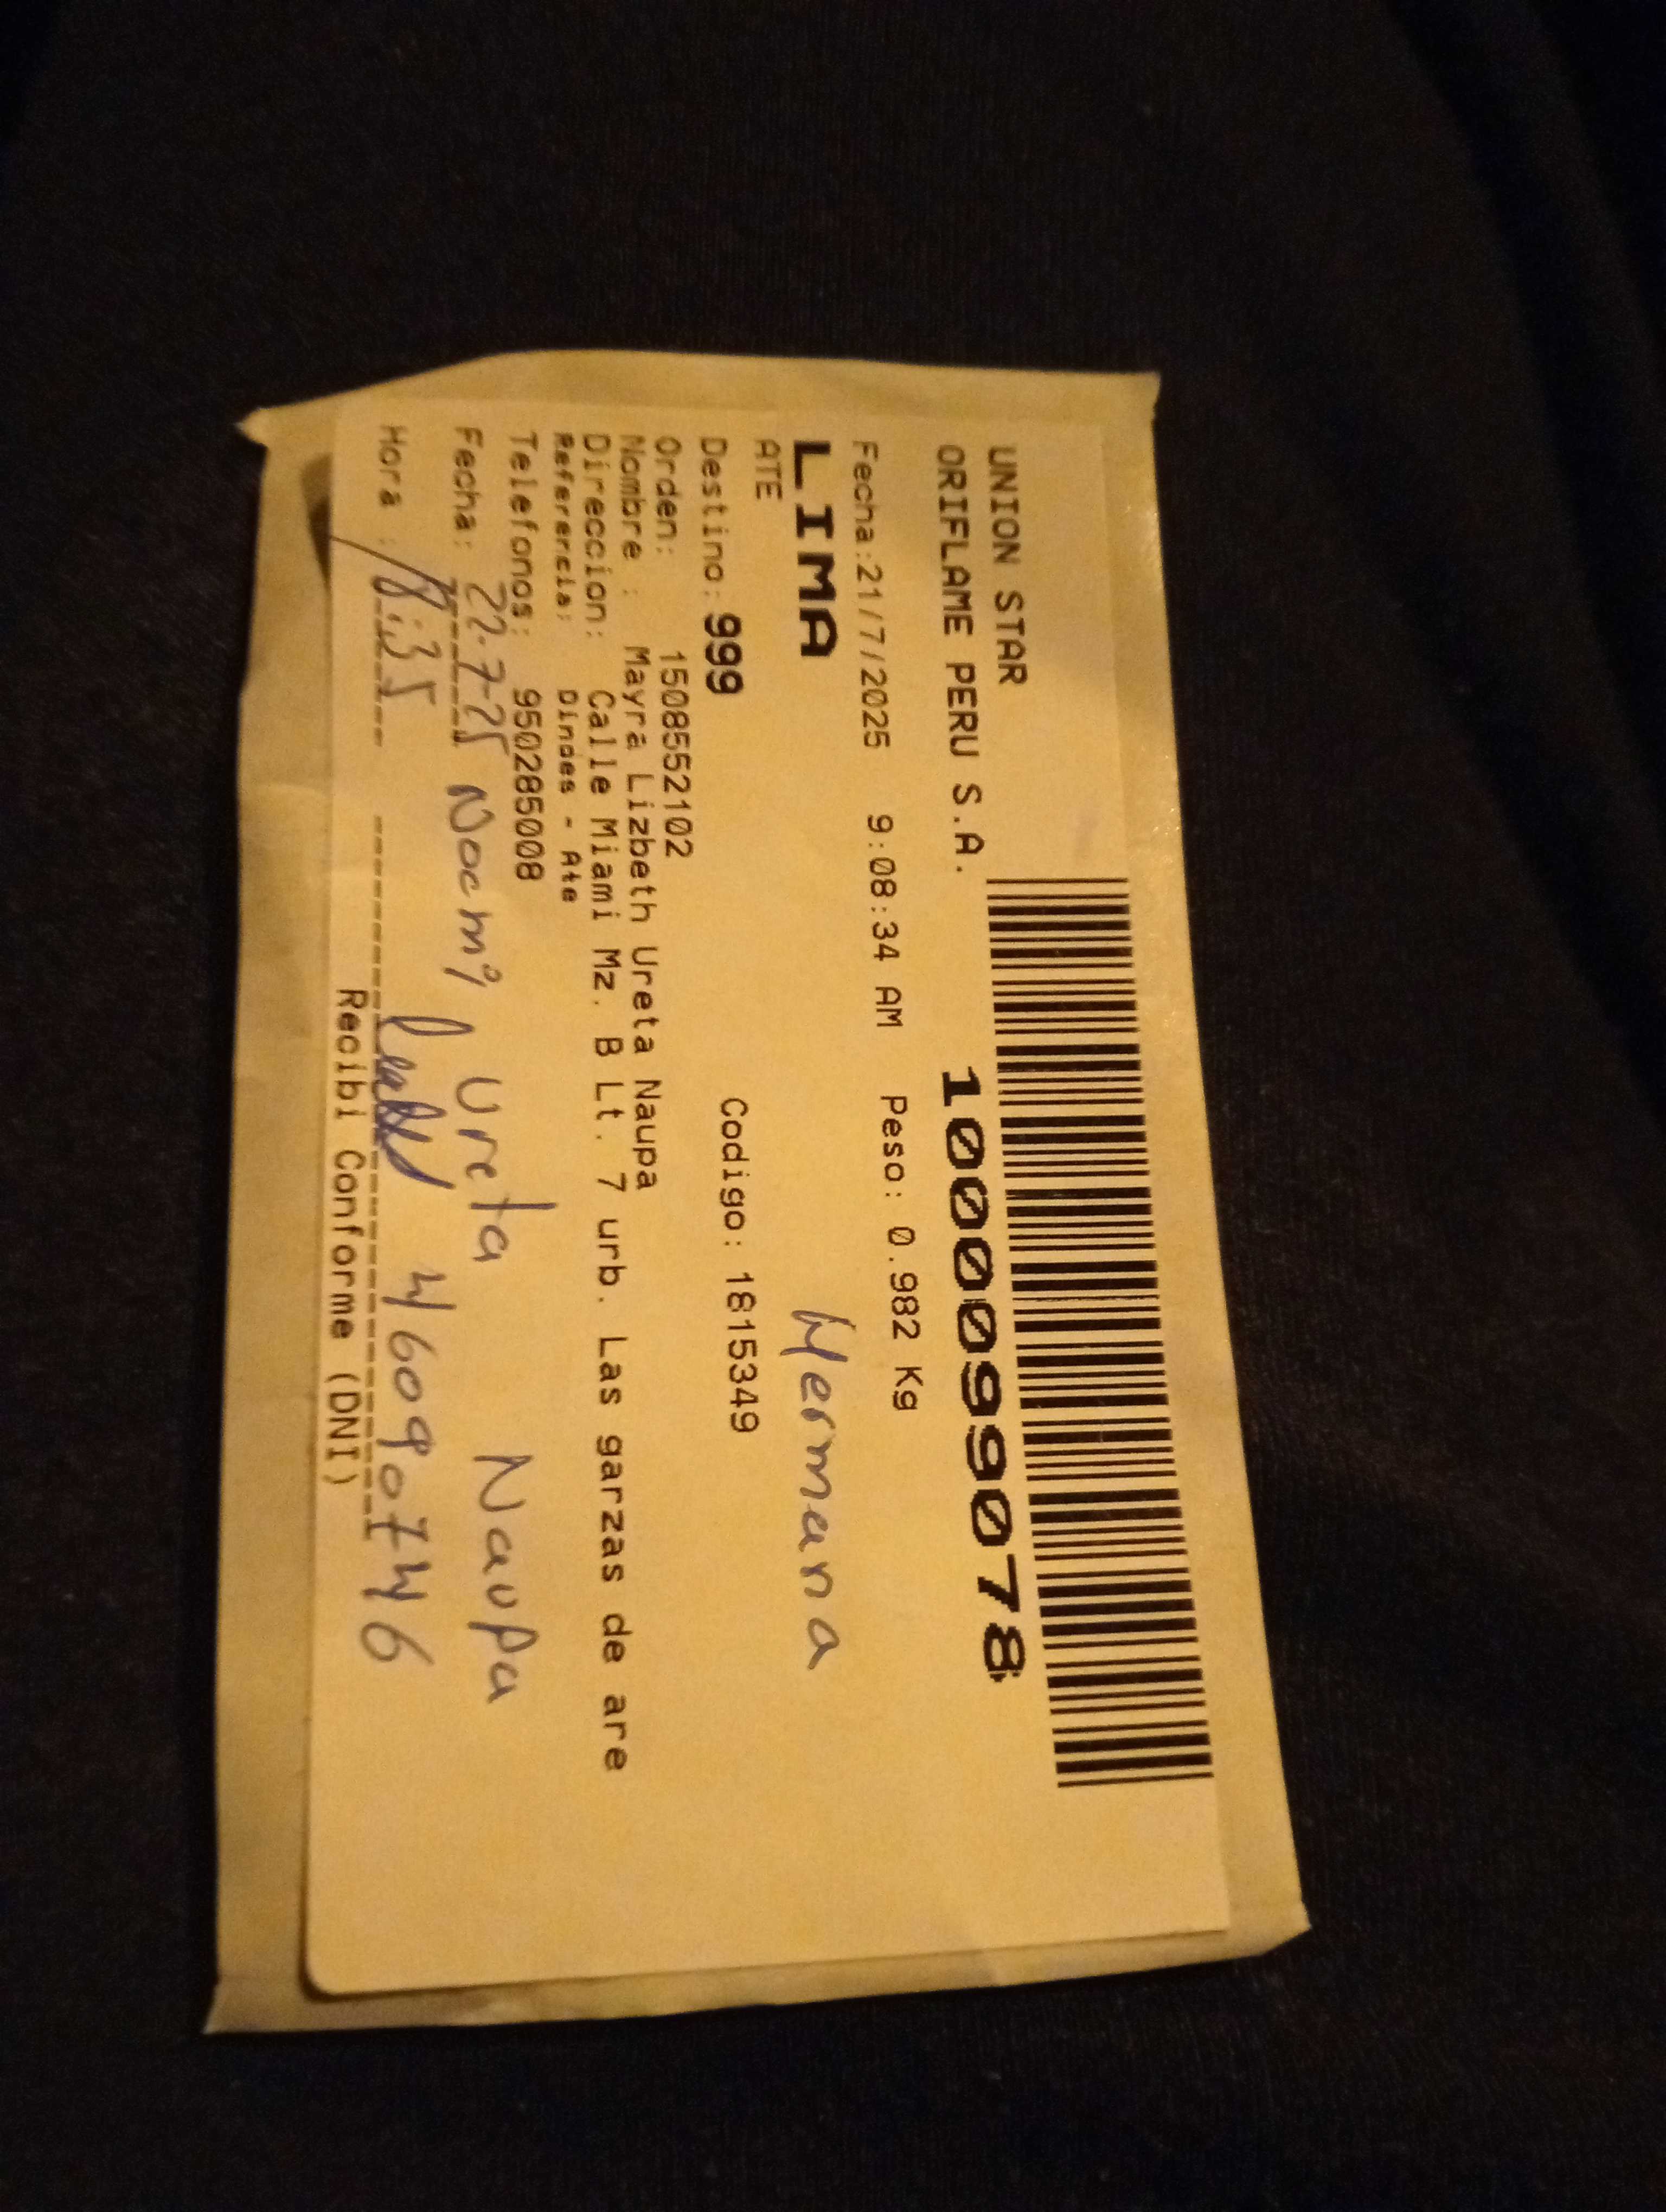 UNION STAR
ORIFLAME PERU S.A.
1000099078
Fecha:21/7/2025 9:08:34 AM Peso: 0.982 Kg
LIMA
Hermana
ATE
Destino: 999 Codigo: 1815349
Orden: 1508552102
Nombre : Mayra Lizbeth Ureta Naupa
Direccion: Calle Miami Mz. B Lt. 7 urb. Las garzas de are
Referencia: Dinoes - Ate
Telefonos: 950285008
Fecha: 22-7-25 Noemi Ureta Naupa
Hora : 18:35 46090746
Recibi Conforme (DNI)